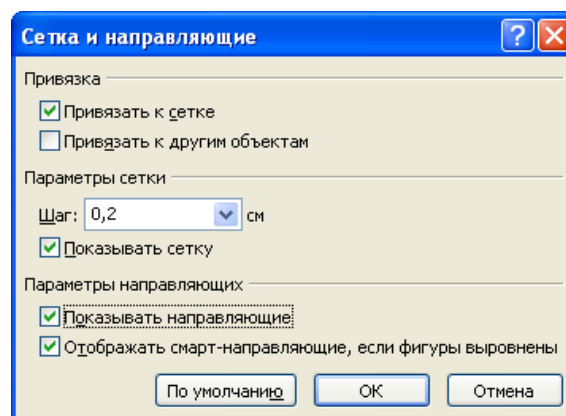 Сетка и направляющие
Привязка
Привязать к сетке
Привязать к другим объектам
Параметры сетки
Шаг: 0,2 см
Показывать сетку
Параметры направляющих
Показывать направляющие
Отображать смарт-направляющие, если фигуры выровнены
По умолчанию ОК Отмена